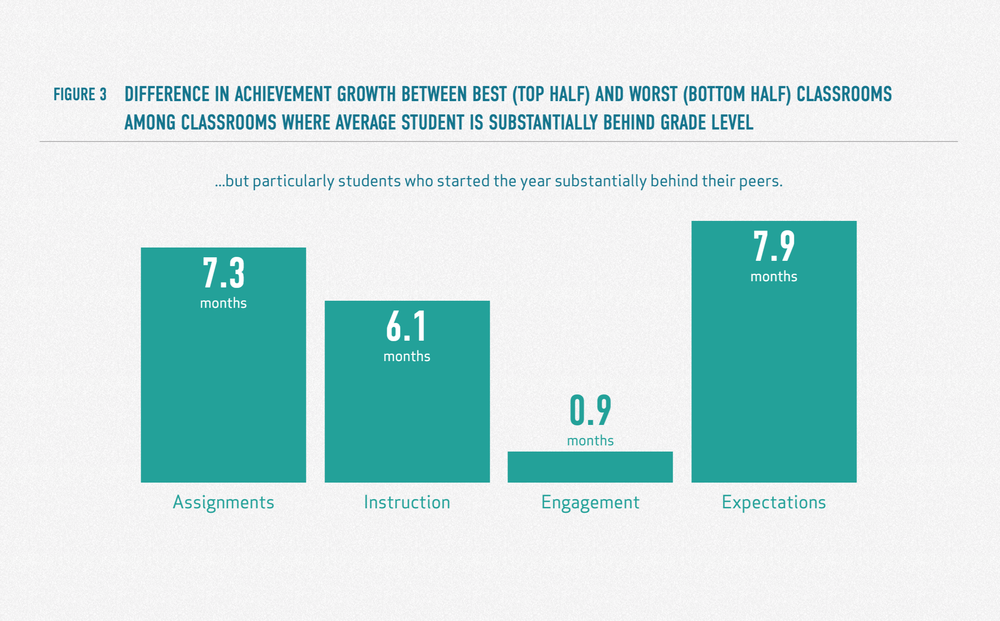 FIGURE 3 DIFFERENCE IN ACHIEVEMENT GROWTH BETWEEN BEST (TOP HALF) AND WORST (BOTTOM HALF) CLASSROOMS
AMONG CLASSROOMS WHERE AVERAGE STUDENT IS SUBSTANTIALLY BEHIND GRADE LEVEL
...but particularly students who started the year substantially behind their peers.
7.3
months
6.1
months
0.9
months
7.9
months
Assignments
Instruction
Engagement
Expectations